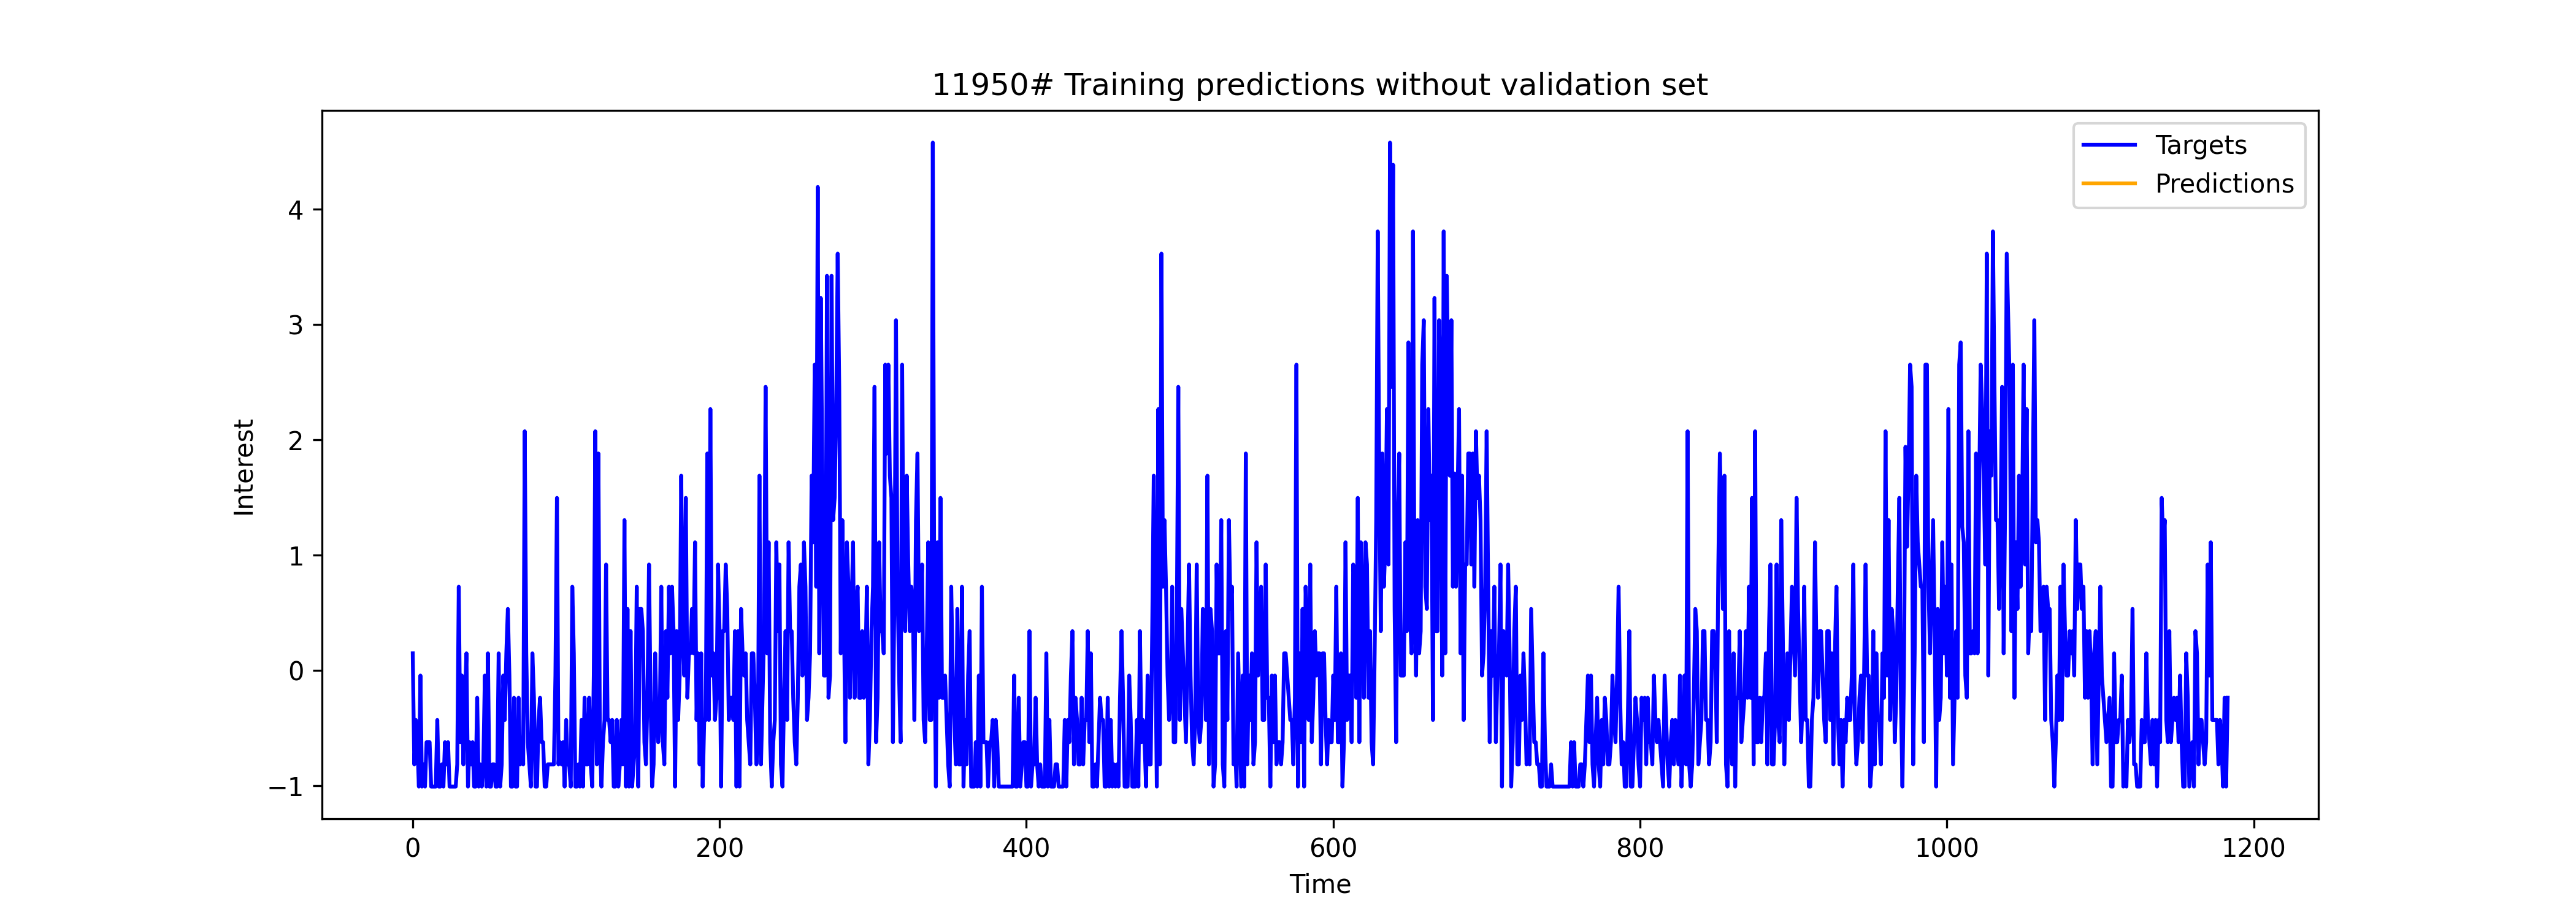 11950# Training predictions without validation set
Targets
Predictions
Interest
4
3
2
1
0
−1
0 200 400 600 800 1000 1200
Time